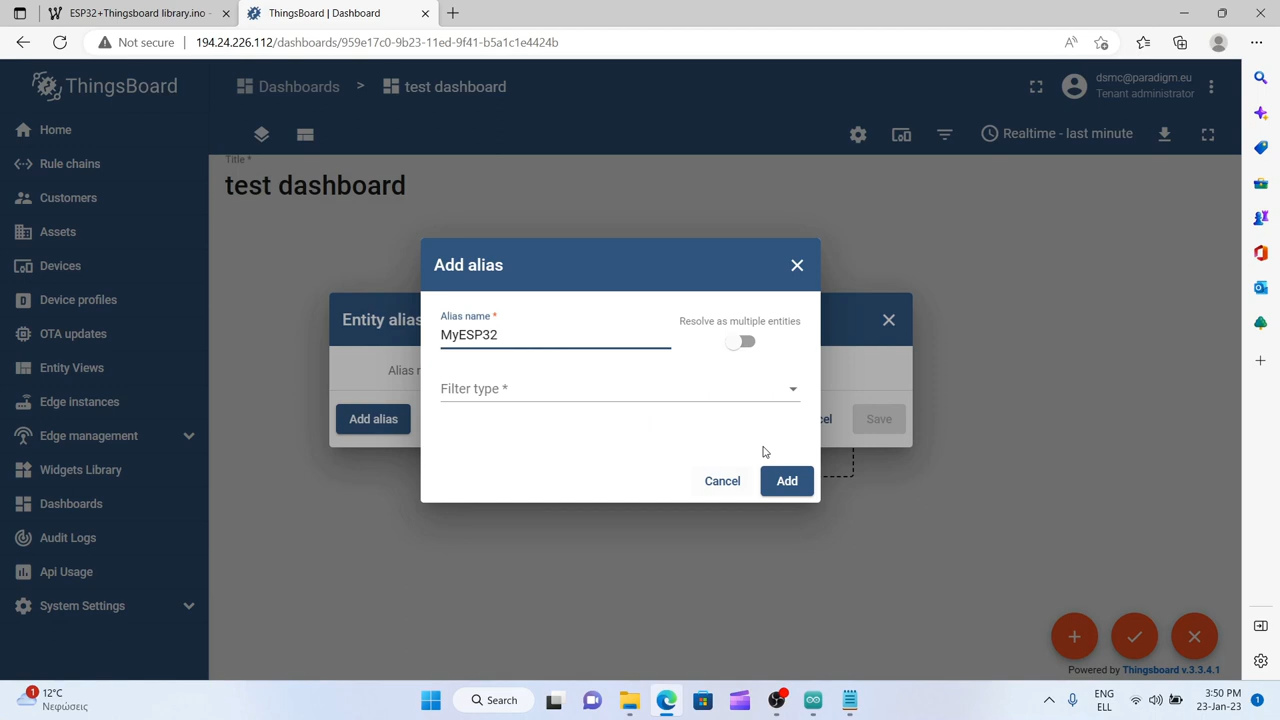 ESP32+Thingsboard library.ino -
ThingsBoard | Dashboard
Not secure
194.24.226.112/dashboards/959e17c0-9b23-11ed-9f41-b5a1c1e4424b
ThingsBoard
Dashboards > test dashboard
dsmc@paradigm.eu
Tenant administrator
Realtime - last minute
Home
Rule chains
Customers
Assets
Devices
Device profiles
OTA updates
Entity Views
Edge instances
Edge management
Widgets Library
Dashboards
Audit Logs
Api Usage
System Settings
Title *
test dashboard
Entity alias
Alias
Add alias
Save
Add alias
Alias name *
MyESP32
Resolve as multiple entities
Filter type *
Cancel
Add
Powered by Thingsboard v.3.3.4.1
1
12°C
Νεφώσεις
Search
ENG
ELL
3:50 PM
23-Jan-23
1